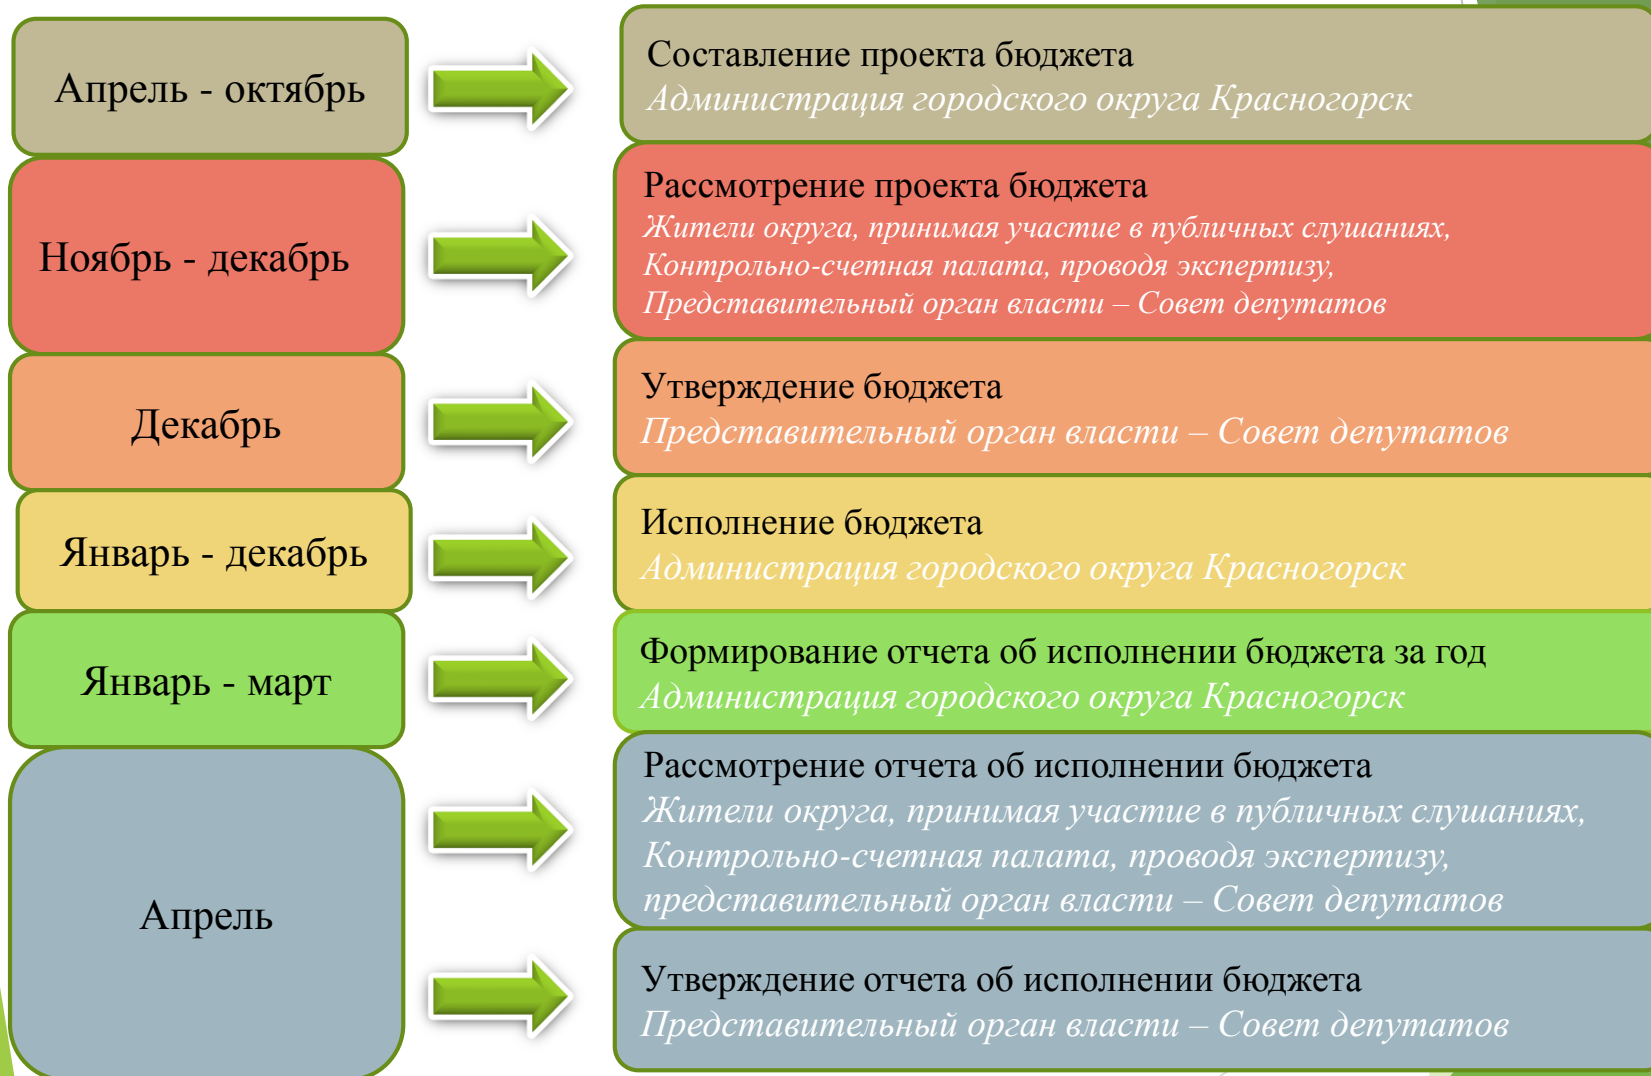 Апрель - октябрь
Составление проекта бюджета
Администрация городского округа Красногорск
Ноябрь - декабрь
Рассмотрение проекта бюджета
Жители округа, принимая участие в публичных слушаниях,
Контрольно-счетная палата, проводя экспертизу,
Представительный орган власти – Совет депутатов
Декабрь
Утверждение бюджета
Представительный орган власти – Совет депутатов
Январь - декабрь
Исполнение бюджета
Администрация городского округа Красногорск
Январь - март
Формирование отчета об исполнении бюджета за год
Администрация городского округа Красногорск
Апрель
Рассмотрение отчета об исполнении бюджета
Жители округа, принимая участие в публичных слушаниях,
Контрольно-счетная палата, проводя экспертизу,
представительный орган власти – Совет депутатов
Утверждение отчета об исполнении бюджета
Представительный орган власти – Совет депутатов